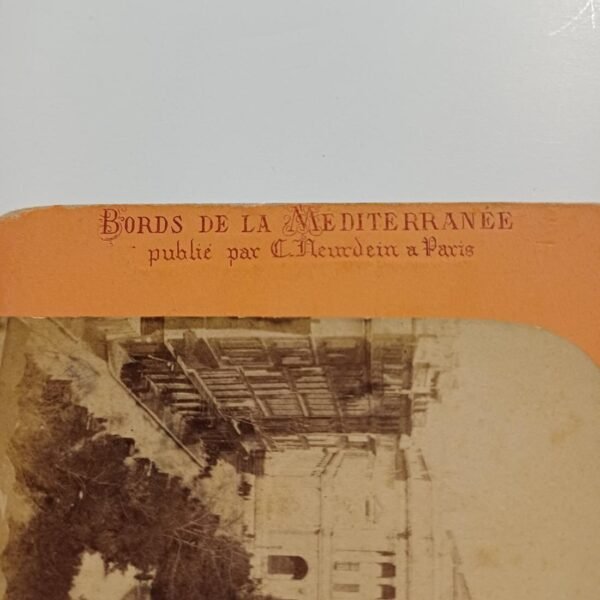 BORDS DE LA MEDITERRANÉE
publié par C. Neurdein a Paris